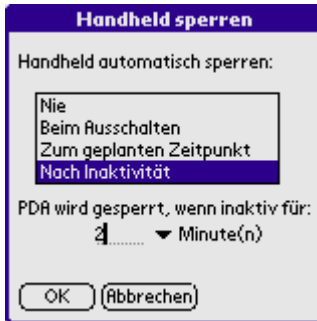 Handheld sperren
Handheld automatisch sperren:
Nie
Beim Ausschalten
Zum geplanten Zeitpunkt
Nach Inaktivität
PDA wird gesperrt, wenn inaktiv für:
2 Minute(n)
OK Abbrechen